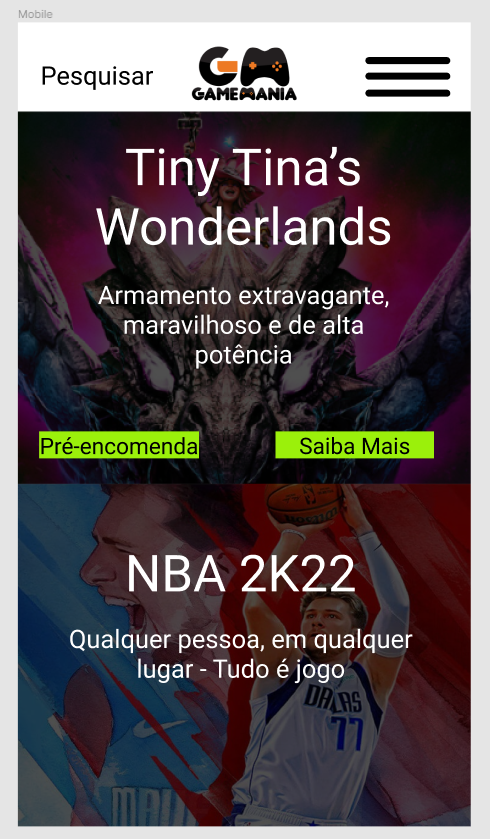 Mobile
Pesquisar
GAMEMANIA
Tiny Tina’s
Wonderlands
Armamento extravagante,
maravilhoso e de alta
potência
Pré-encomenda
Saiba Mais
NBA 2K22
Qualquer pessoa, em qualquer
lugar - Tudo é jogo
DALLAS
77
MAV